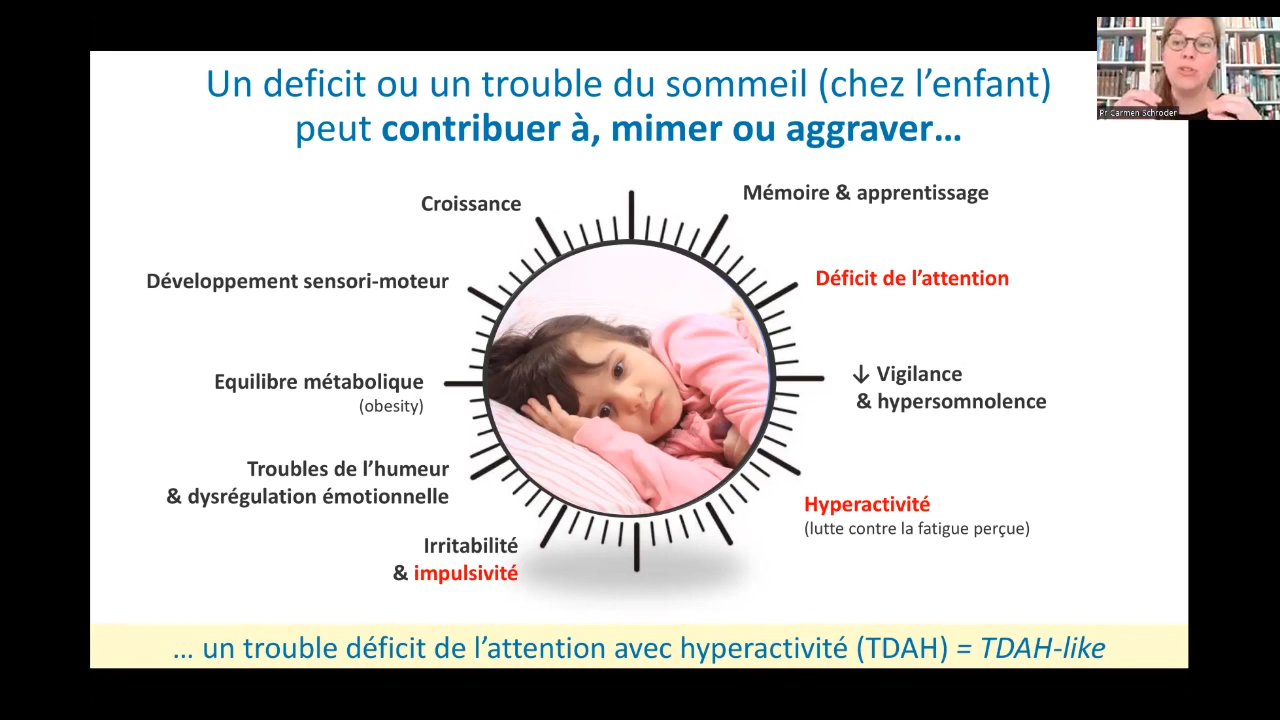 Un deficit ou un trouble du sommeil (chez l'enfant)
peut contribuer à, mimer ou aggraver…
Pr Carmen Schroder
Croissance
Mémoire & apprentissage
Développement sensori-moteur
Déficit de l'attention
Equilibre métabolique
(obesity)
↓ Vigilance
& hypersomnolence
Troubles de l'humeur
& dysrégulation émotionnelle
Hyperactivité
(lutte contre la fatigue perçue)
Irritabilité
& impulsivité
… un trouble déficit de l'attention avec hyperactivité (TDAH) = TDAH-like